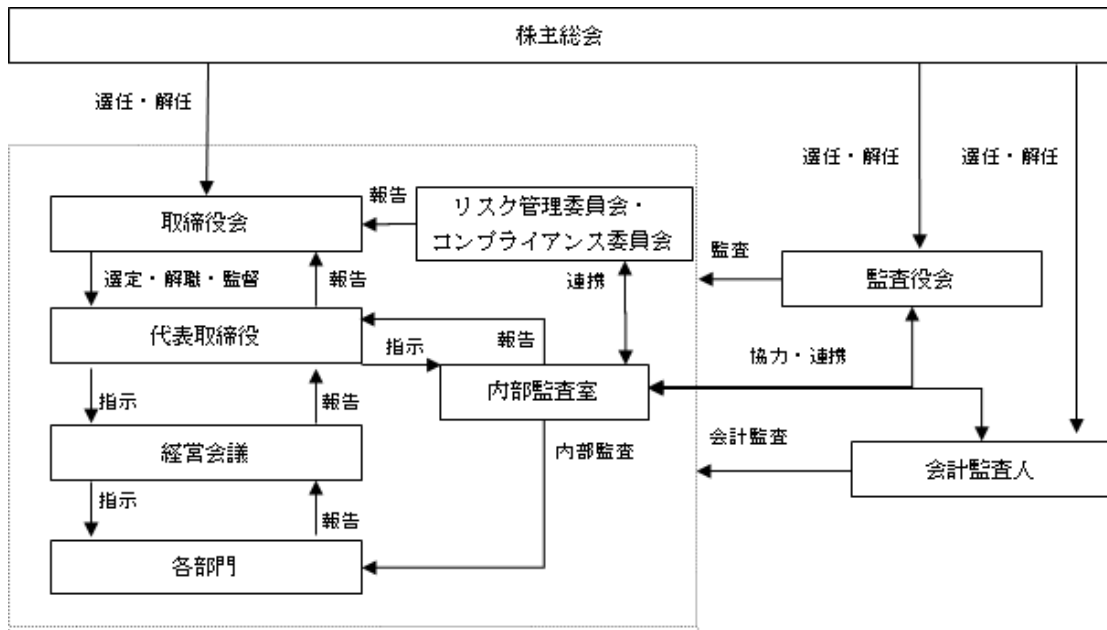 株主総会
選任・解任
選任・解任
選任・解任
報告
リスク管理委員会・
コンプライアンス委員会
取締役会
監査
選定・解職・監督
報告
連携
監査役会
代表取締役
報告
指示
協力・連携
内部監査室
指示
報告
会計監査
内部監査
経営会議
会計監査人
指示
報告
各部門